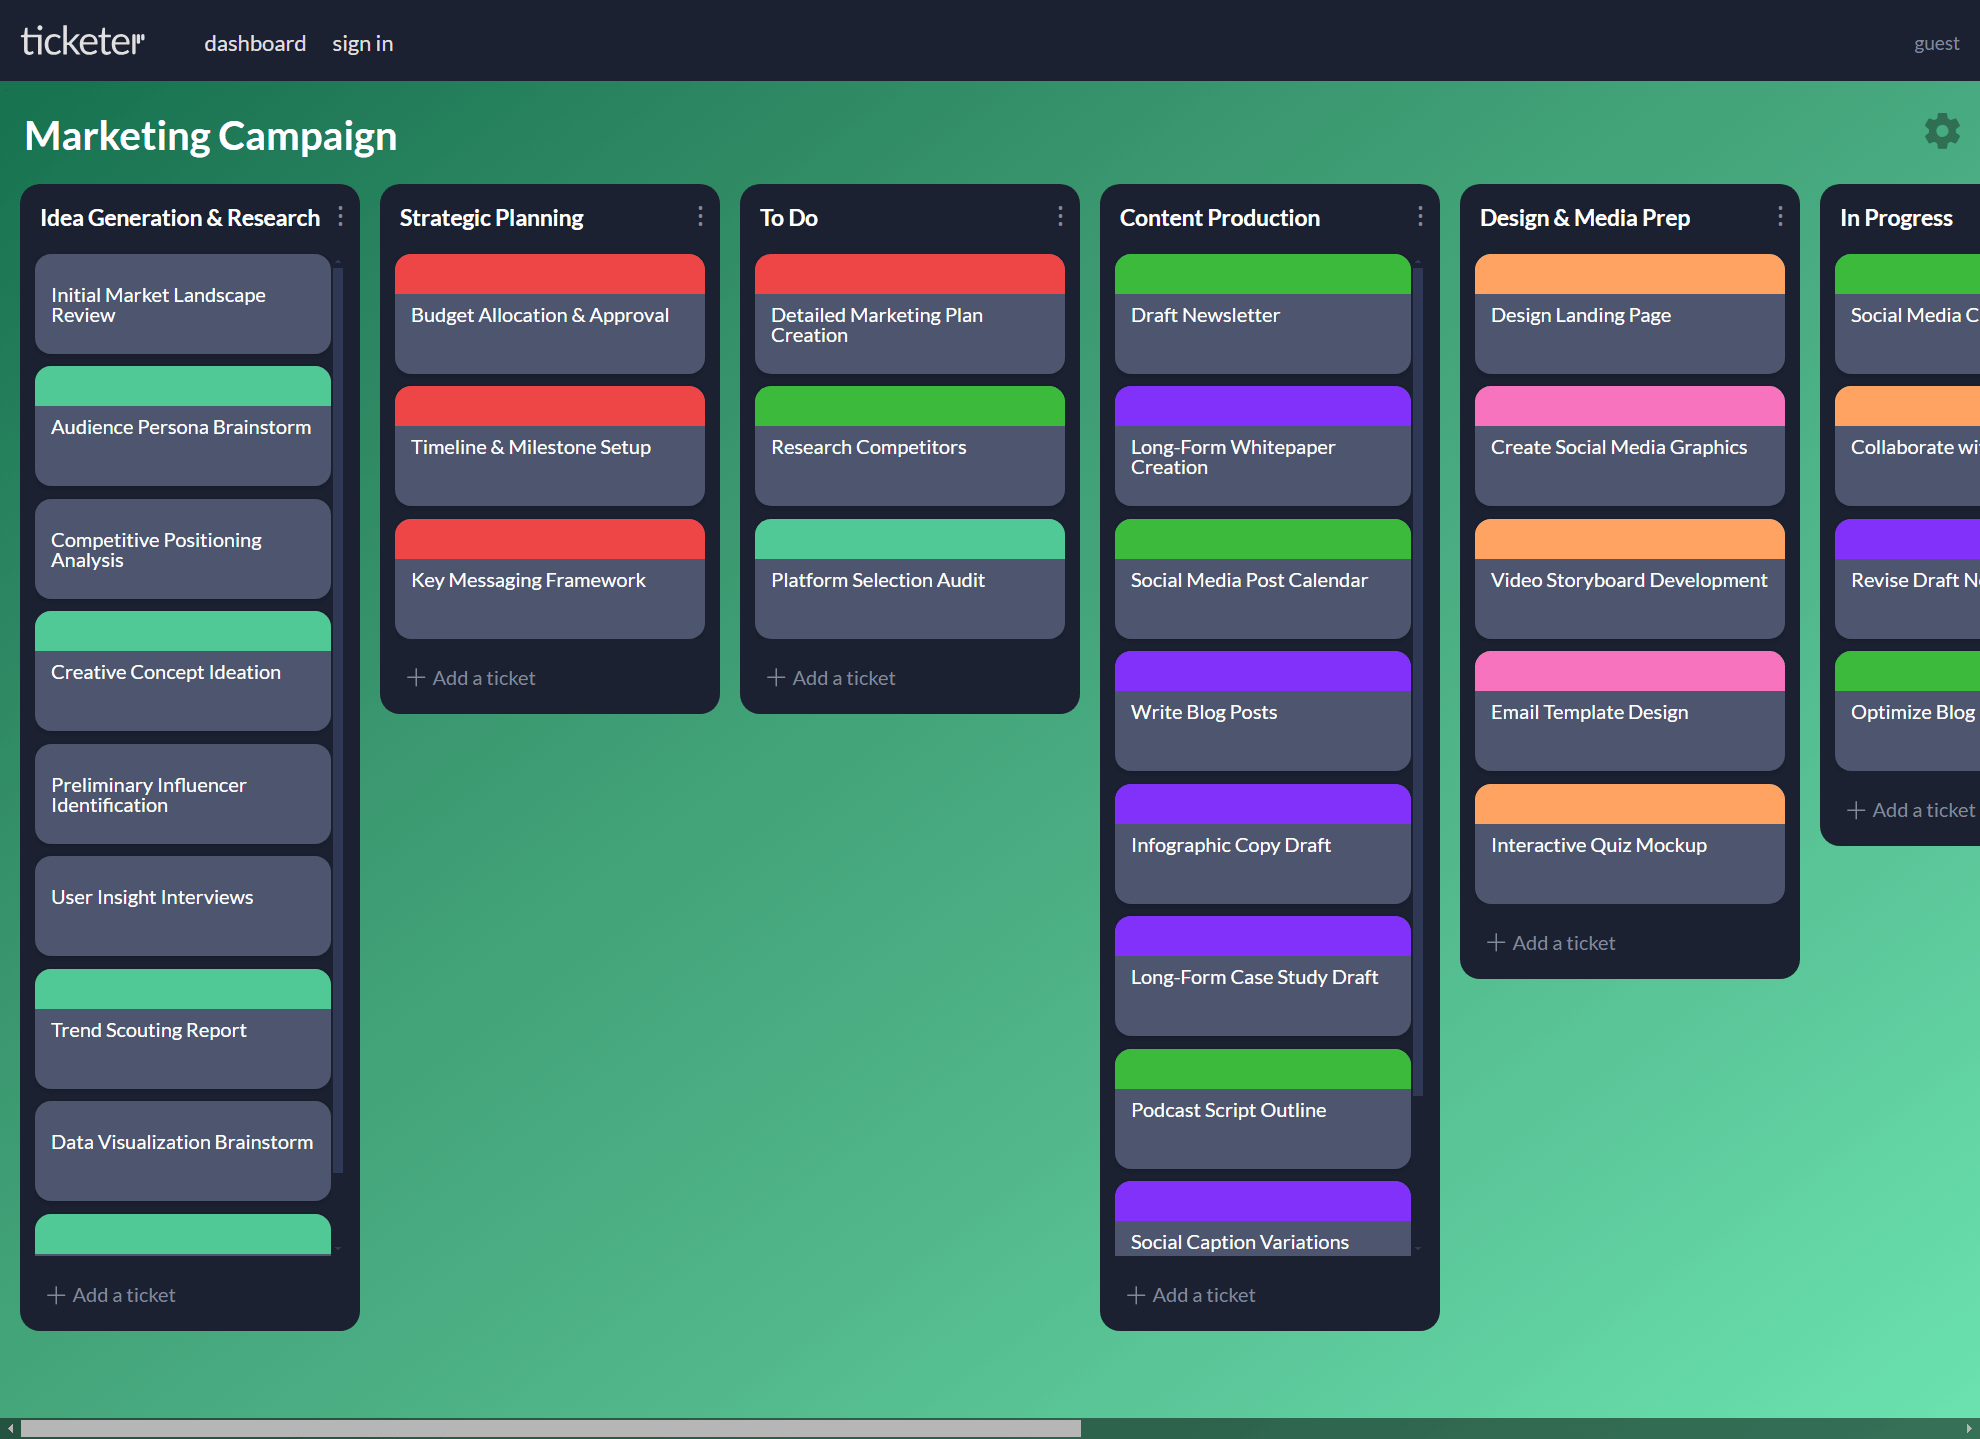 ticketer
dashboard
sign in
guest
Marketing Campaign
Idea Generation & Research
Initial Market Landscape
Review
Audience Persona Brainstorm
Competitive Positioning
Analysis
Creative Concept Ideation
Preliminary Influencer
Identification
User Insight Interviews
Trend Scouting Report
Data Visualization Brainstorm
Add a ticket
Strategic Planning
Budget Allocation & Approval
Timeline & Milestone Setup
Key Messaging Framework
Add a ticket
To Do
Detailed Marketing Plan
Creation
Research Competitors
Platform Selection Audit
Add a ticket
Content Production
Draft Newsletter
Long-Form Whitepaper
Creation
Social Media Post Calendar
Write Blog Posts
Infographic Copy Draft
Long-Form Case Study Draft
Podcast Script Outline
Social Caption Variations
Add a ticket
Design & Media Prep
Design Landing Page
Create Social Media Graphics
Video Storyboard Development
Email Template Design
Interactive Quiz Mockup
Add a ticket
In Progress
Social Media
Collaborate
Revise Draft
Optimize Blog
Add a ticket